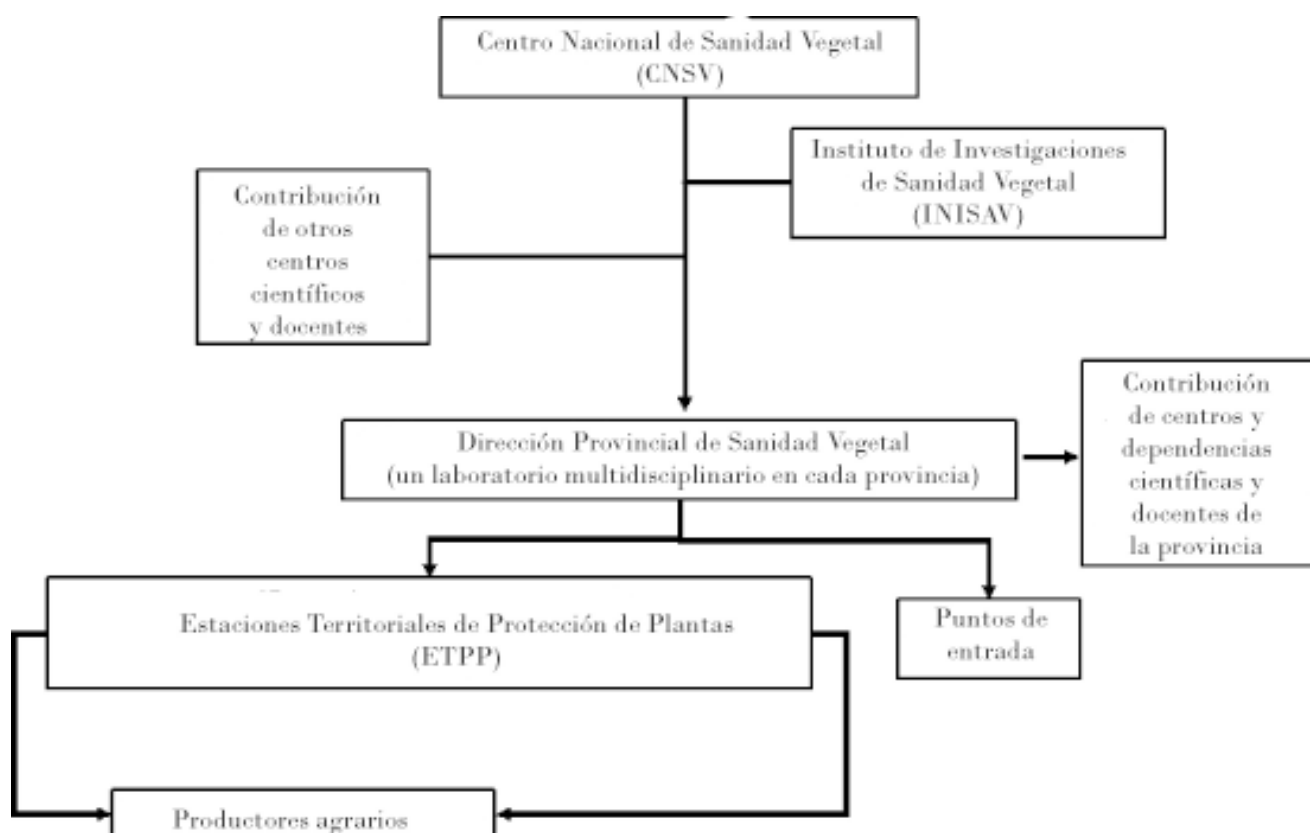 Centro Nacional de Sanidad Vegetal
(CNSV)
Instituto de Investigaciones
de Sanidad Vegetal
(INISAV)
Contribución
de otros
centros
científicos
y docentes
Contribución
de centros y
dependencias
científicas y
docentes de
la provincia
Dirección Provincial de Sanidad Vegetal
(un laboratorio multidisciplinario en cada provincia)
Estaciones Territoriales de Protección de Plantas
(ETPP)
Puntos de
entrada
Productores agrarios